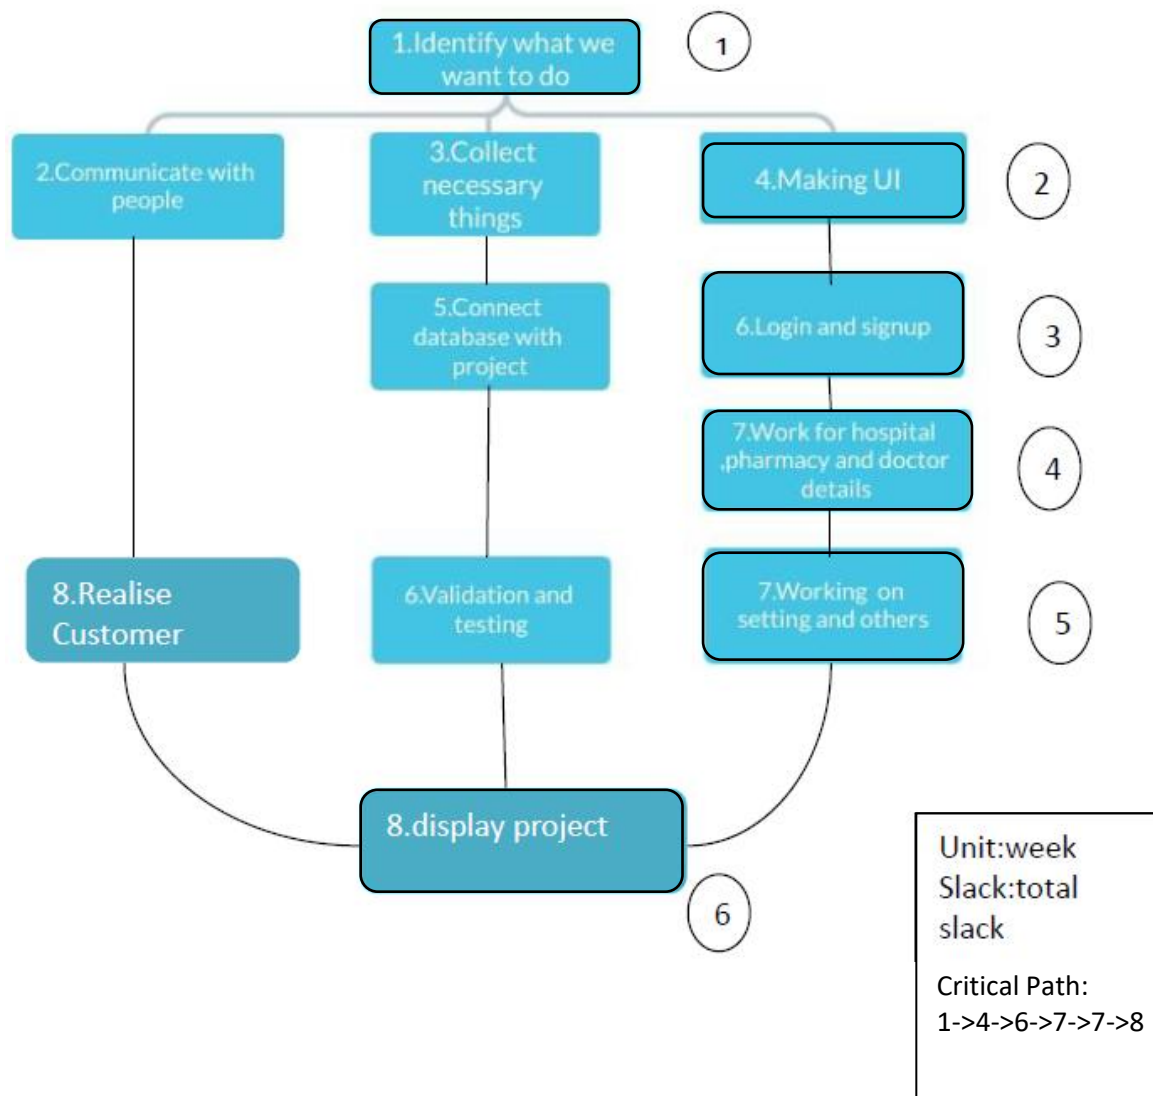 1.Identify what we
want to do
1
2.Communicate with
people
3.Collect
necessary
things
4.Making UI
2
5.Connect
database with
project
6.Login and signup
3
7.Work for hospital
,pharmacy and doctor
details
4
8.Realise
Customer
6.Validation and
testing
7.Working on
setting and others
5
8.display project
6
Unit:week
Slack:total
slack
Critical Path:
1->4->6->7->7->8